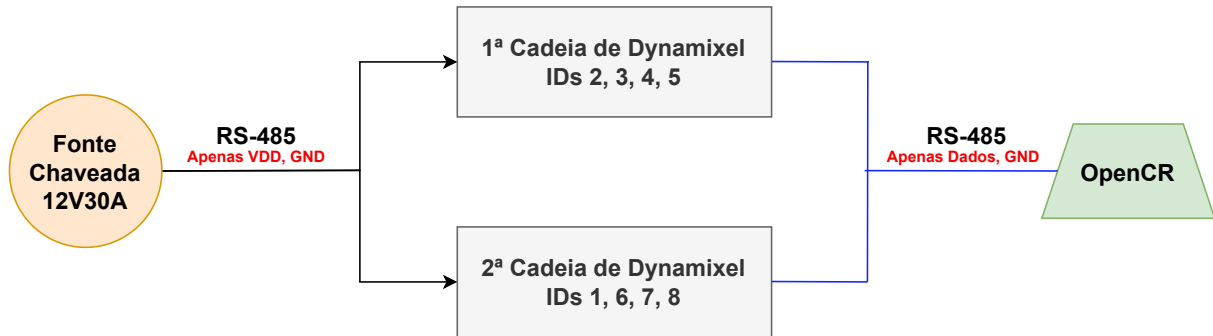 Fonte
Chaveada
12V30A
RS-485
Apenas VDD, GND
1ª Cadeia de Dynamixel
IDs 2, 3, 4, 5
2ª Cadeia de Dynamixel
IDs 1, 6, 7, 8
RS-485
Apenas Dados, GND
OpenCR